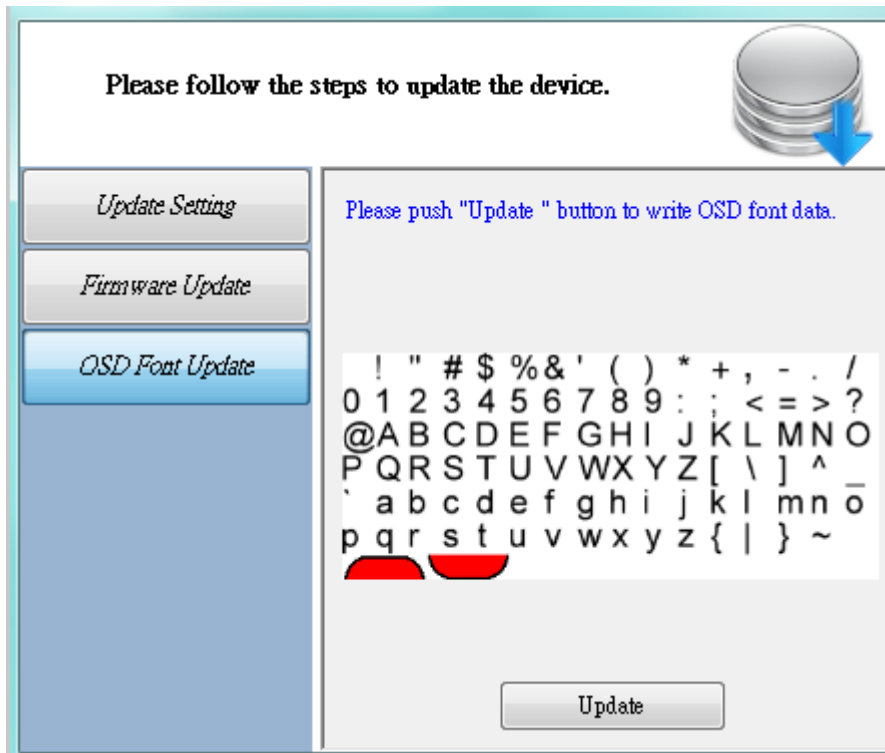 Please follow the steps to update the device.
Update Setting
Firmware Update
OSD Font Update
Please push "Update " button to write OSD font data.
! " # $ % & ' ( ) * + , - . /
0 1 2 3 4 5 6 7 8 9 : ; < = > ?
@ A B C D E F G H I J K L M N O
P Q R S T U V W X Y Z [ \ ] ^ _
` a b c d e f g h i j k l m n o
p q r s t u v w x y z { | } ~
Update